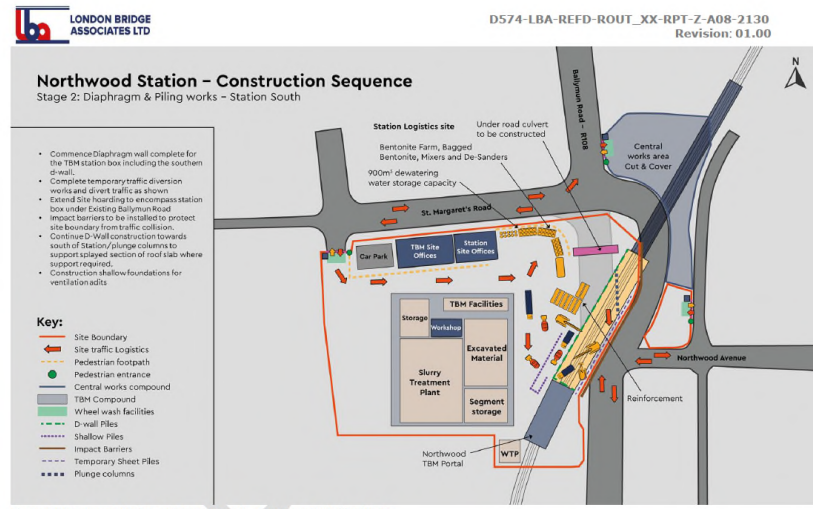 lba
LONDON BRIDGE
ASSOCIATES LTD
D574-LBA-REFD-ROUT_XX-RPT-Z-A08-2130
Revision: 01.00
Northwood Station – Construction Sequence
Stage 2: Diaphragm & Piling works – Station South
• Commence Diaphragm wall complete for
the TBM station box including the southern
d-wall.
• Complete temporary traffic diversion
works and divert traffic as shown
• Extend Site hoarding to encompass station
box under Existing Ballymun Road
• Impact barriers to be installed to protect
site boundary from traffic collision.
• Continue D-Wall construction towards
south of Station/plunge columns to
support splayed section of roof slab where
support required.
• Construction shallow foundations for
ventilation adits
Key:
Site Boundary
Site traffic Logistics
Pedestrian footpath
Pedestrian entrance
Central works compound
TBM Compound
Wheel wash facilities
D-wall Piles
Shallow Piles
Impact Barriers
Temporary Sheet Piles
Plunge columns
N
Ballymun Road – R108
Station Logistics site
Under road culvert
to be constructed
Bentonite Farm, Bagged
Bentonite, Mixers and De-Sanders
900m³ dewatering
water storage capacity
Central
works area
Cut & Cover
St. Margaret's Road
Car Park
TBM Site
Offices
Station
Site Offices
TBM Facilities
Storage
Workshop
Excavated
Material
Slurry
Treatment
Plant
Segment
storage
Northwood Avenue
Reinforcement
Northwood
TBM Portal
WTP